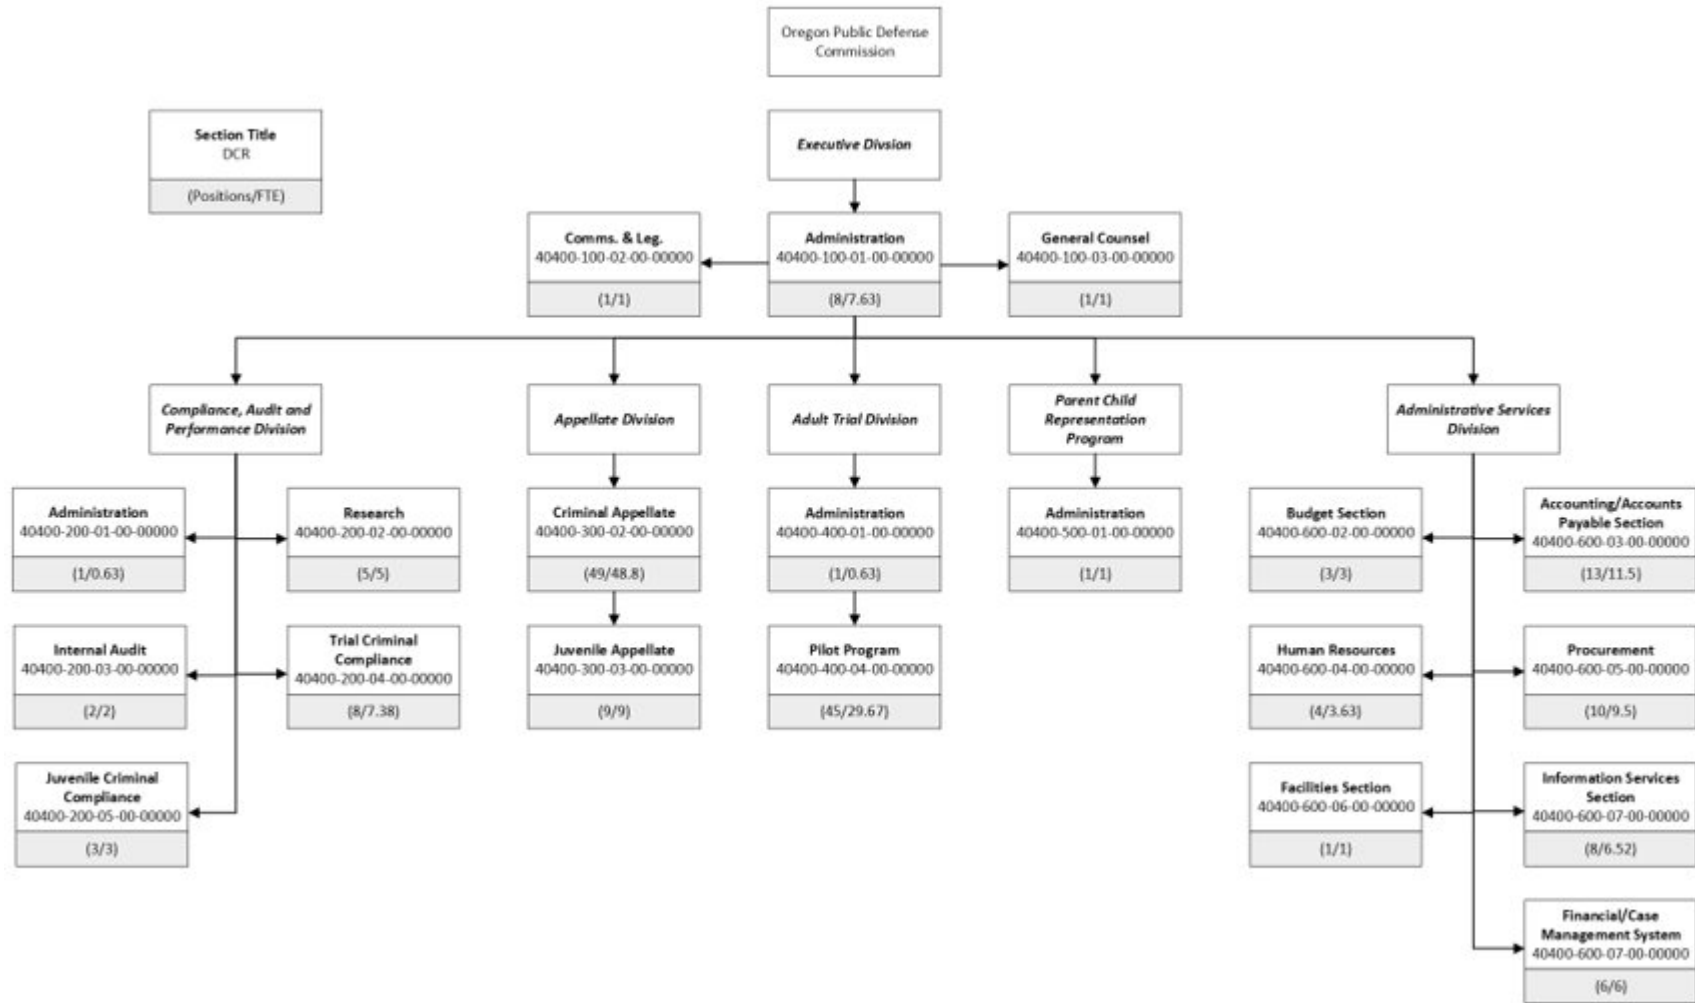 Oregon Public Defense
Commission
Section Title
DCR
(Positions/FTE)
Executive Divsion
Comms. & Leg.
40400-100-02-00-00000
(1/1)
Administration
40400-100-01-00-00000
(8/7.63)
General Counsel
40400-100-03-00-00000
(1/1)
Compliance, Audit and
Performance Division
Appellate Division
Adult Trial Division
Parent Child
Representation
Program
Administrative Services
Division
Administration
40400-200-01-00-00000
(1/0.63)
Research
40400-200-02-00-00000
(5/5)
Criminal Appellate
40400-300-02-00-00000
(49/48.8)
Administration
40400-400-01-00-00000
(1/0.63)
Administration
40400-500-01-00-00000
(1/1)
Budget Section
40400-600-02-00-00000
(3/3)
Accounting/Accounts
Payable Section
40400-600-03-00-00000
(13/11.5)
Internal Audit
40400-200-03-00-00000
(2/2)
Trial Criminal
Compliance
40400-200-04-00-00000
(8/7.38)
Juvenile Appellate
40400-300-03-00-00000
(9/9)
Pilot Program
40400-400-04-00-00000
(45/29.67)
Human Resources
40400-600-04-00-00000
(4/3.63)
Procurement
40400-600-05-00-00000
(10/9.5)
Juvenile Criminal
Compliance
40400-200-05-00-00000
(3/3)
Facilities Section
40400-600-06-00-00000
(1/1)
Information Services
Section
40400-600-07-00-00000
(8/6.52)
Financial/Case
Management System
40400-600-07-00-00000
(6/6)